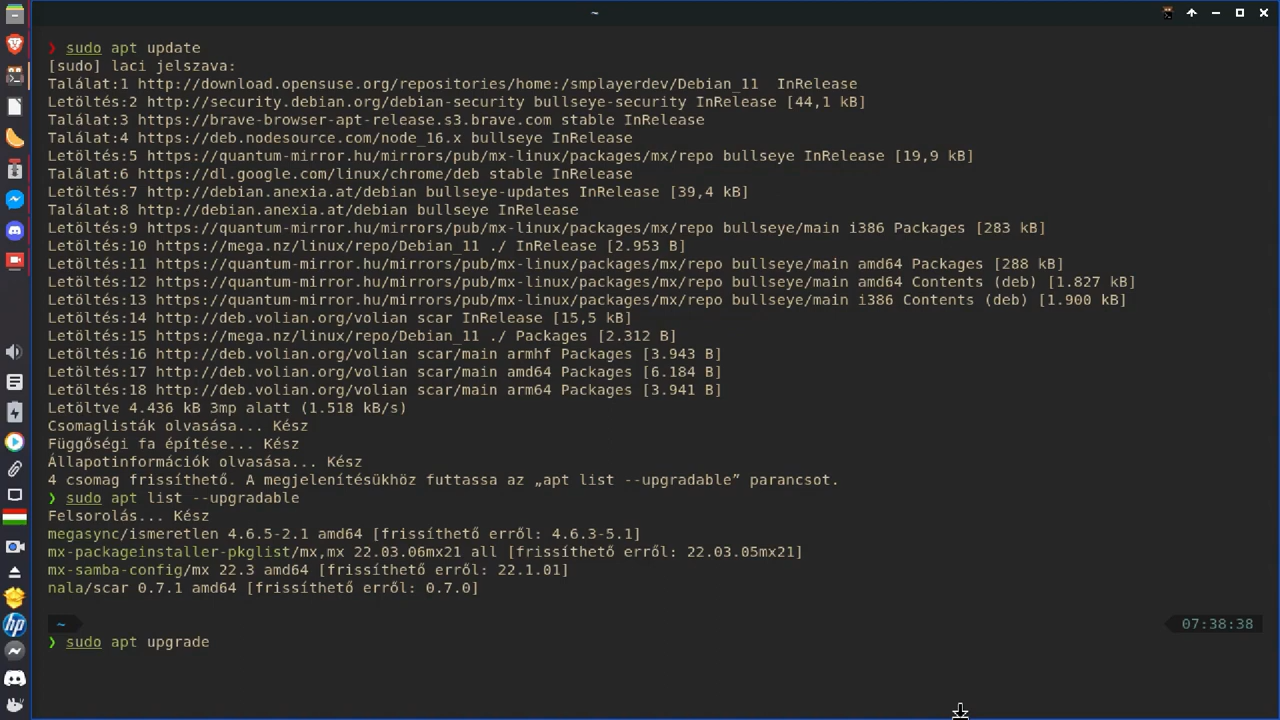 ~
❯ sudo apt update
[sudo] laci jelszava:
Találat:1 http://download.opensuse.org/repositories/home:/smplayerdev/Debian_11  InRelease
Letöltés:2 http://security.debian.org/debian-security bullseye-security InRelease [44,1 kB]
Találat:3 https://brave-browser-apt-release.s3.brave.com stable InRelease
Találat:4 https://deb.nodesource.com/node_16.x bullseye InRelease
Letöltés:5 https://quantum-mirror.hu/mirrors/pub/mx-linux/packages/mx/repo bullseye InRelease [19,9 kB]
Találat:6 https://dl.google.com/linux/chrome/deb stable InRelease
Letöltés:7 http://debian.anexia.at/debian bullseye-updates InRelease [39,4 kB]
Találat:8 http://debian.anexia.at/debian bullseye InRelease
Letöltés:9 https://quantum-mirror.hu/mirrors/pub/mx-linux/packages/mx/repo bullseye/main i386 Packages [283 kB]
Letöltés:10 https://mega.nz/linux/repo/Debian_11 ./ InRelease [2.953 B]
Letöltés:11 https://quantum-mirror.hu/mirrors/pub/mx-linux/packages/mx/repo bullseye/main amd64 Packages [288 kB]
Letöltés:12 https://quantum-mirror.hu/mirrors/pub/mx-linux/packages/mx/repo bullseye/main amd64 Contents (deb) [1.827 kB]
Letöltés:13 https://quantum-mirror.hu/mirrors/pub/mx-linux/packages/mx/repo bullseye/main i386 Contents (deb) [1.900 kB]
Letöltés:14 http://deb.volian.org/volian scar InRelease [15,5 kB]
Letöltés:15 https://mega.nz/linux/repo/Debian_11 ./ Packages [2.312 B]
Letöltés:16 http://deb.volian.org/volian scar/main armhf Packages [3.943 B]
Letöltés:17 http://deb.volian.org/volian scar/main amd64 Packages [6.184 B]
Letöltés:18 http://deb.volian.org/volian scar/main arm64 Packages [3.941 B]
Letöltve 4.436 kB 3mp alatt (1.518 kB/s)
Csomaglisták olvasása... Kész
Függőségi fa építése... Kész
Állapotinformációk olvasása... Kész
4 csomag frissíthető. A megjelenítésükhöz futtassa az „apt list --upgradable” parancsot.
❯ sudo apt list --upgradable
Felsorolás... Kész
megasync/ismeretlen 4.6.5-2.1 amd64 [frissíthető erről: 4.6.3-5.1]
mx-packageinstaller-pkglist/mx,mx 22.03.06mx21 all [frissíthető erről: 22.03.05mx21]
mx-samba-config/mx 22.3 amd64 [frissíthető erről: 22.1.01]
nala/scar 0.7.1 amd64 [frissíthető erről: 0.7.0]
~ 07:38:38
❯ sudo apt upgrade
hp